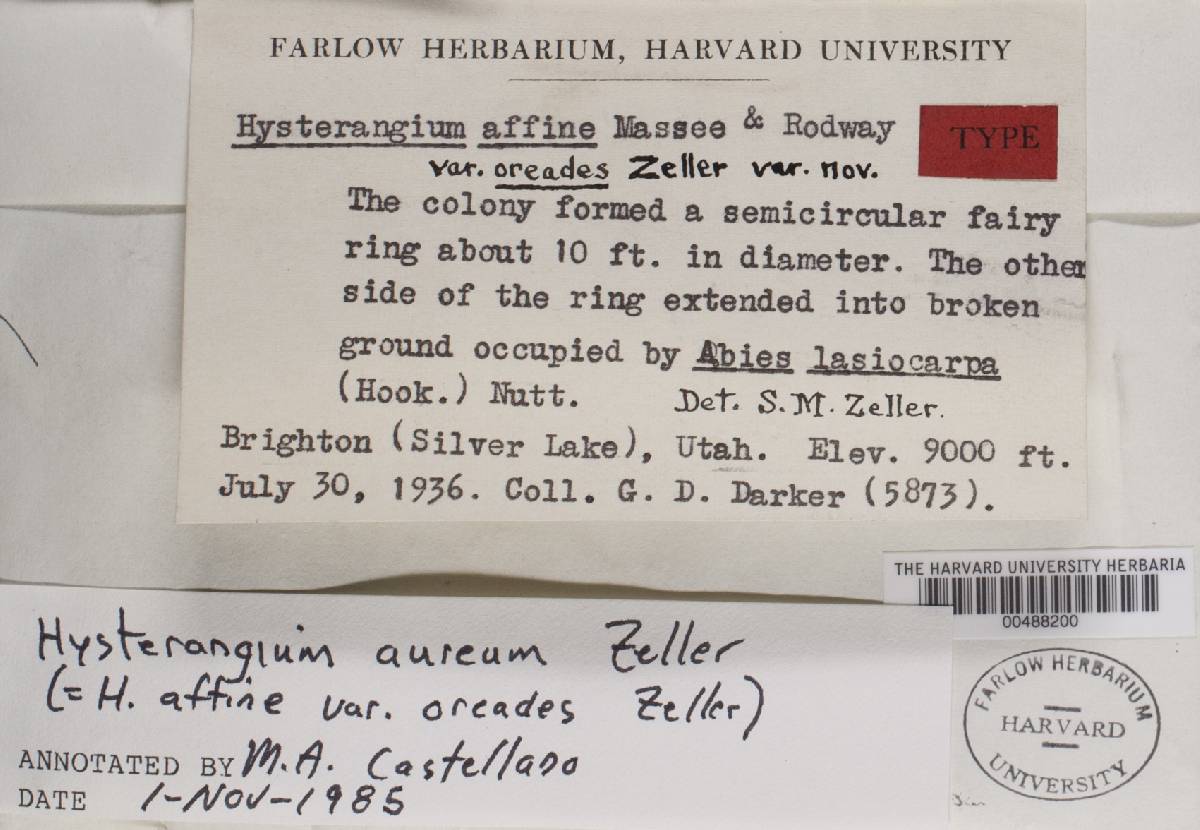 FARLOW HERBARIUM, HARVARD UNIVERSITY
Hysterangium affine Massee & Rodway
TYPE
var. oreades Zeller var. nov.
The colony formed a semicircular fairy
ring about 10 ft. in diameter. The other
side of the ring extended into broken
ground occupied by Abies lasiocarpa
(Hook.) Nutt. Det. S. M. Zeller.
Brighton (Silver Lake), Utah. Elev. 9000 ft.
July 30, 1936. Coll. G. D. Darker (5873).
THE HARVARD UNIVERSITY HERBARIA
00488200
Hysterangium aureum Zeller
(= H. affine var. oreades Zeller)
ANNOTATED BY M.A. Castellano
DATE 1-NOV-1985
FARLOW HERBARIUM
HARVARD
UNIVERSITY